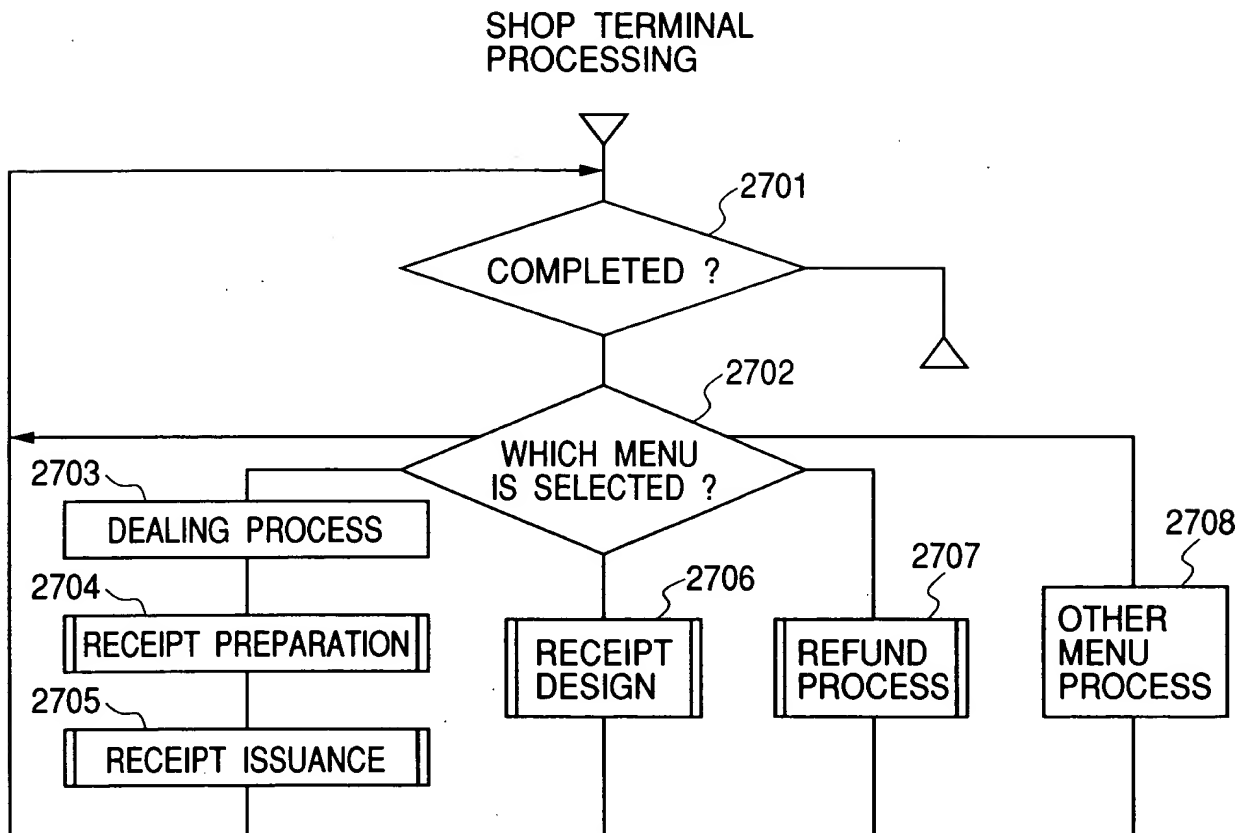 SHOP TERMINAL
PROCESSING
2701
COMPLETED ?
2702
WHICH MENU
IS SELECTED ?
2703
DEALING PROCESS
2704
RECEIPT PREPARATION
2705
RECEIPT ISSUANCE
2706
RECEIPT
DESIGN
2707
REFUND
PROCESS
2708
OTHER
MENU
PROCESS